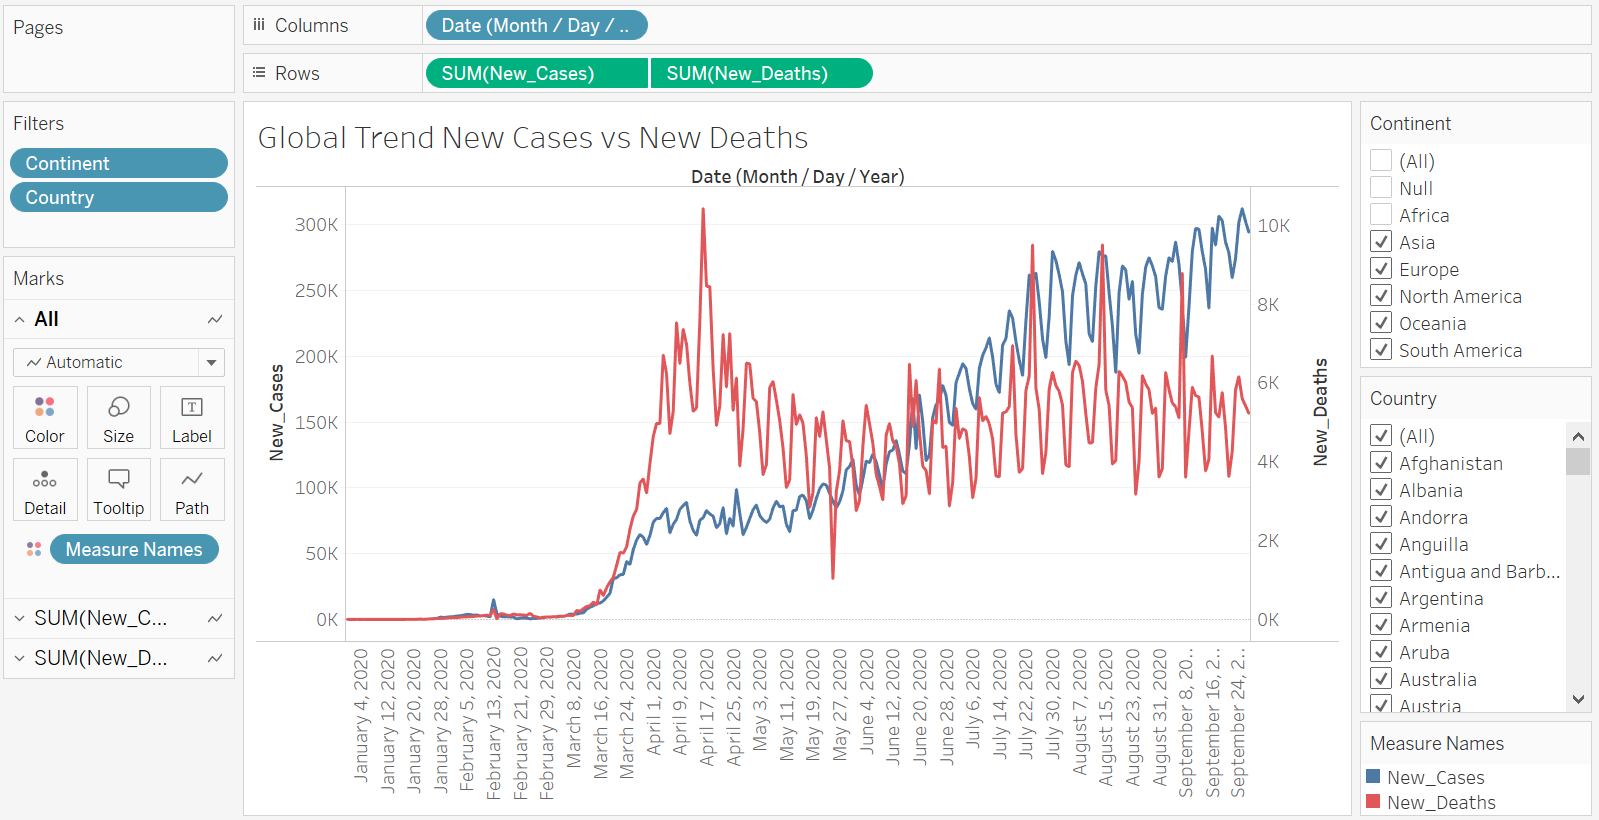 Pages
Columns
Date (Month / Day / ..
Rows
SUM(New_Cases)
SUM(New_Deaths)
Filters
Continent
Country
Marks
All
Automatic
Color
Size
Label
Detail
Tooltip
Path
Measure Names
SUM(New_C...
SUM(New_D...
Global Trend New Cases vs New Deaths
Date (Month / Day / Year)
New_Cases
300K
250K
200K
150K
100K
50K
0K
10K
8K
6K
4K
2K
0K
New_Deaths
January 4, 2020
January 12, 2020
January 20, 2020
January 28, 2020
February 5, 2020
February 13, 2020
February 21, 2020
February 29, 2020
March 8, 2020
March 16, 2020
March 24, 2020
April 1, 2020
April 9, 2020
April 17, 2020
April 25, 2020
May 3, 2020
May 11, 2020
May 19, 2020
May 27, 2020
June 4, 2020
June 12, 2020
June 20, 2020
June 28, 2020
July 6, 2020
July 14, 2020
July 22, 2020
July 30, 2020
August 7, 2020
August 15, 2020
August 23, 2020
August 31, 2020
September 8, 20..
September 16, 2..
September 24, 2..
Continent
(All)
Null
Africa
Asia
Europe
North America
Oceania
South America
Country
(All)
Afghanistan
Albania
Andorra
Anguilla
Antigua and Barb...
Argentina
Armenia
Aruba
Australia
Austria
Measure Names
New_Cases
New_Deaths